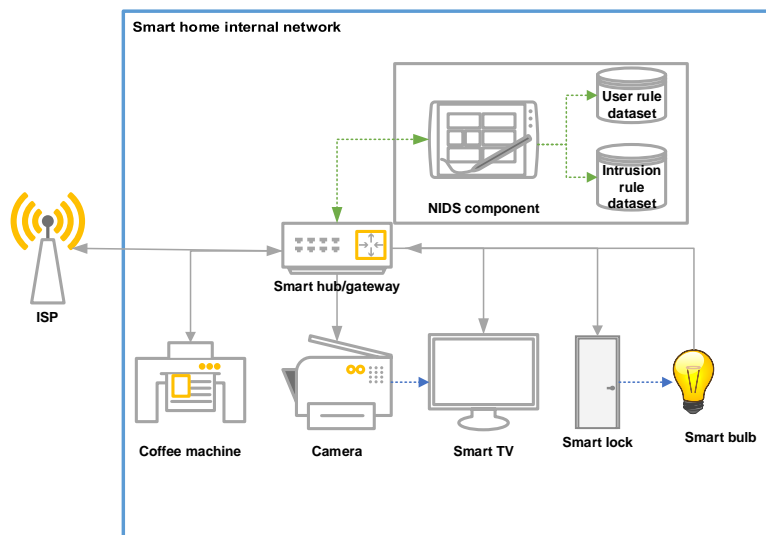 Smart home internal network
User rule
dataset
Intrusion
rule
dataset
NIDS component
Smart hub/gateway
ISP
Coffee machine
Camera
Smart TV
Smart lock
Smart bulb